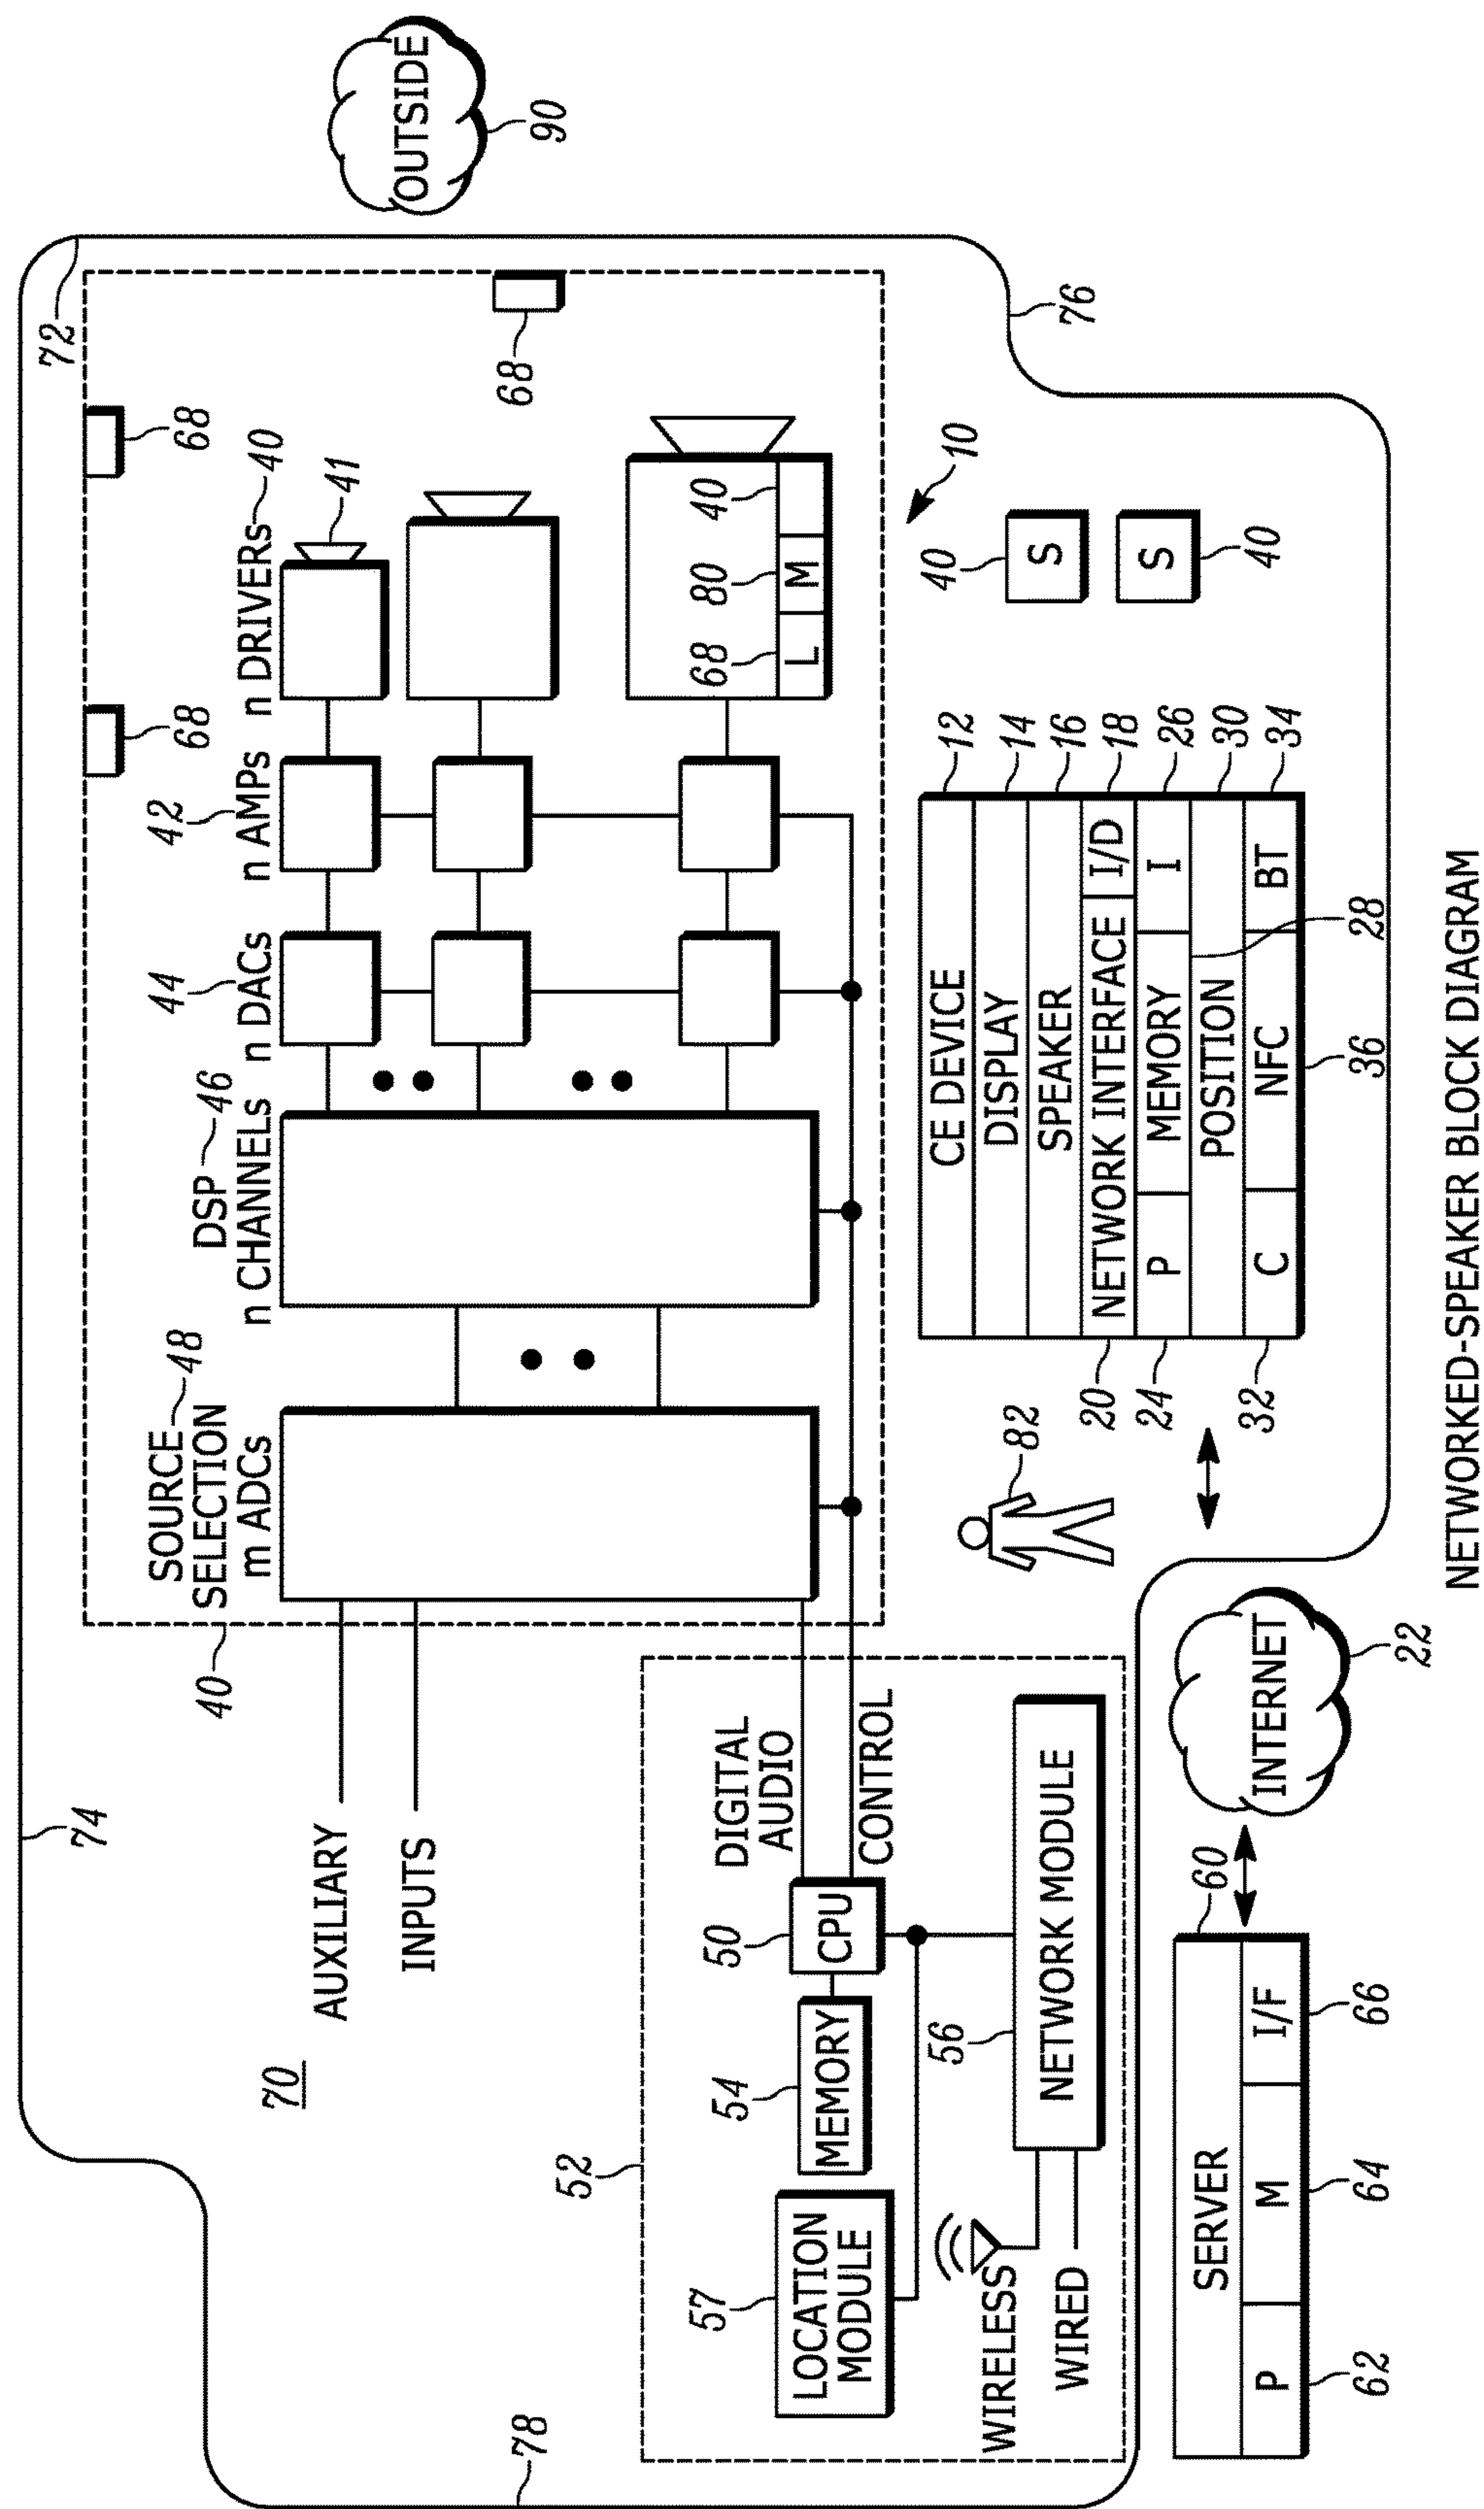 72
74
70
76
78
OUTSIDE
90
68
68
68
40
SOURCE 48
SELECTION
m ADCs
DSP 46
n CHANNELS
44
n DACs
42
n AMPs
n DRIVERs 40
41
68
80
40
L
M
10
AUXILIARY
INPUTS
DIGITAL
AUDIO
CONTROL
52
50
CPU
54
MEMORY
57
LOCATION
MODULE
56
NETWORK MODULE
WIRELESS
WIRED
82
40
S
S
40
CE DEVICE
12
DISPLAY
14
SPEAKER
16
20
NETWORK INTERFACE
I/D
18
24
P
MEMORY
I
26
POSITION
28
30
32
C
NFC
BT
34
36
60
SERVER
P
M
I/F
62
64
66
INTERNET
22
NETWORKED-SPEAKER BLOCK DIAGRAM